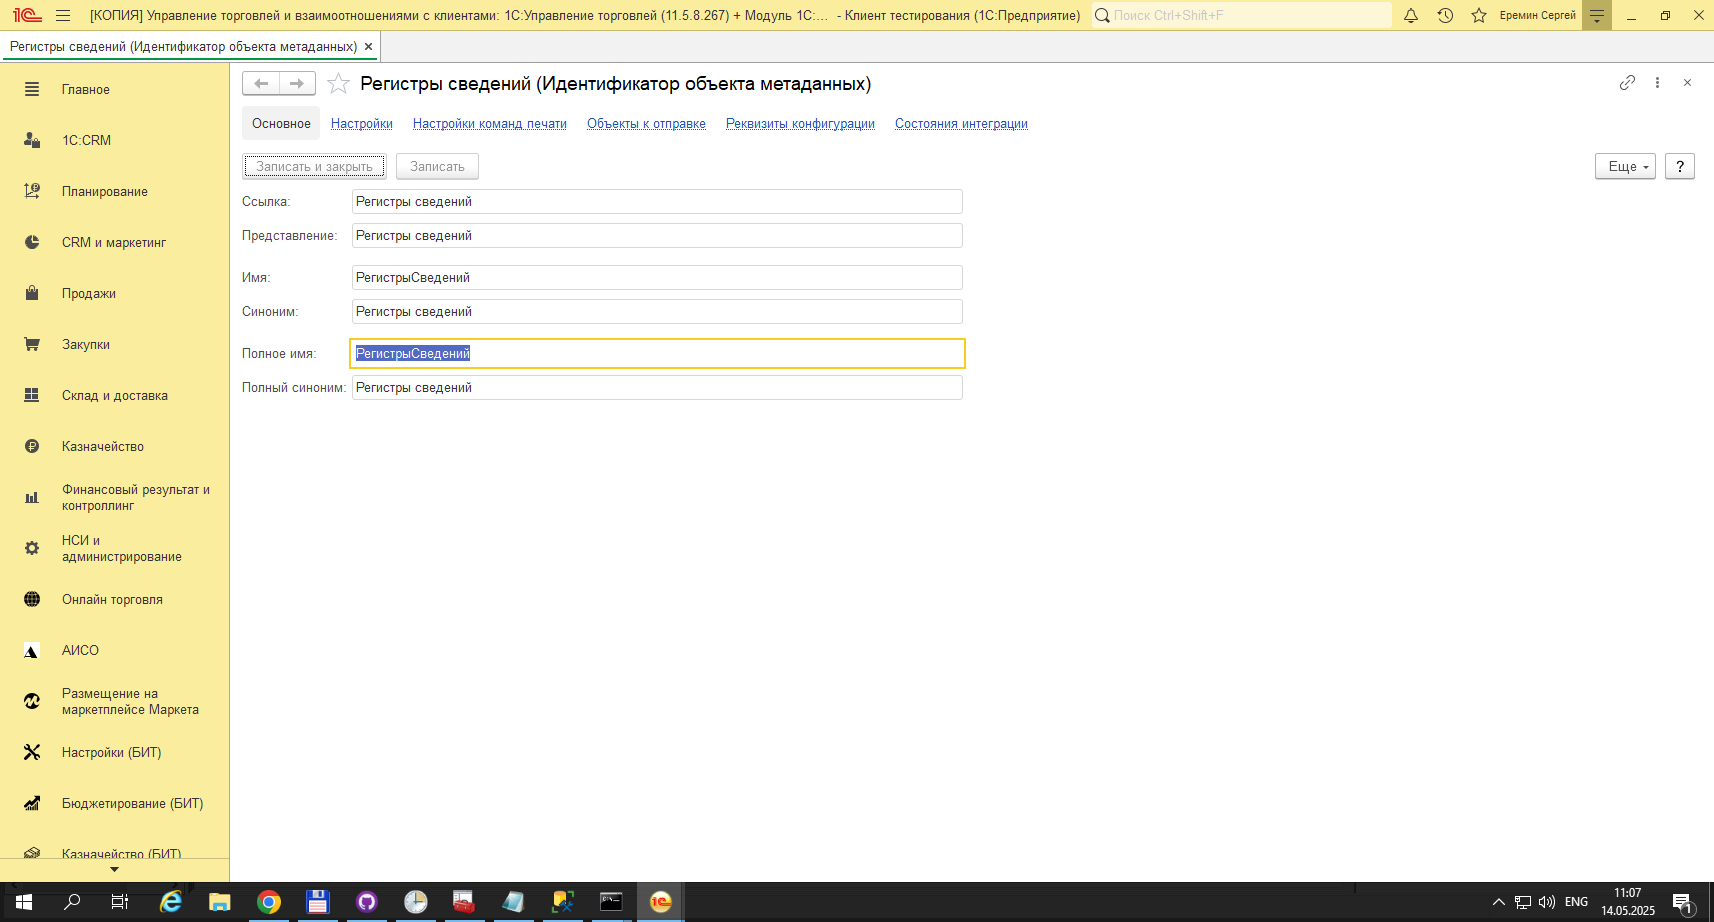 [КОПИЯ] Управление торговлей и взаимоотношениями с клиентами: 1С:Управление торговлей (11.5.8.267) + Модуль 1С:... - Клиент тестирования (1С:Предприятие)
Поиск Ctrl+Shift+F
Еремин Сергей
Регистры сведений (Идентификатор объекта метаданных)
Главное
1С:CRM
Планирование
CRM и маркетинг
Продажи
Закупки
Склад и доставка
Казначейство
Финансовый результат и
контроллинг
НСИ и
администрирование
Онлайн торговля
АИСО
Размещение на
маркетплейсе Маркета
Настройки (БИТ)
Бюджетирование (БИТ)
Казначейство (БИТ)
Регистры сведений (Идентификатор объекта метаданных)
Основное Настройки Настройки команд печати Объекты к отправке Реквизиты конфигурации Состояния интеграции
Записать и закрыть Записать Еще ?
Ссылка: Регистры сведений
Представление: Регистры сведений
Имя: РегистрыСведений
Синоним: Регистры сведений
Полное имя: РегистрыСведений
Полный синоним: Регистры сведений
ENG
11:07
14.05.2025
1